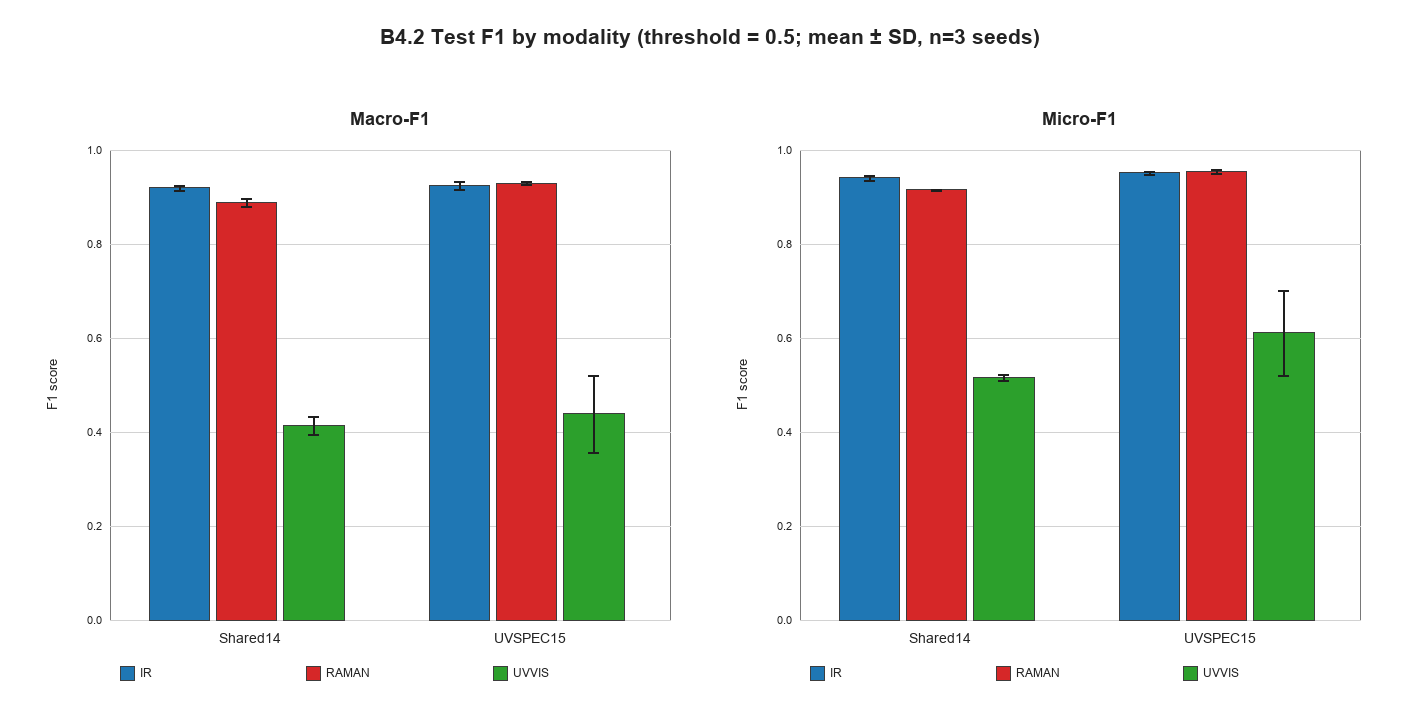 B4.2 Test F1 by modality (threshold = 0.5; mean ± SD, n=3 seeds)
Macro-F1
1.0
0.8
0.6
0.4
0.2
0.0
F1 score
Shared14
UVSPEC15
IR
RAMAN
UVVIS
Micro-F1
1.0
0.8
0.6
0.4
0.2
0.0
F1 score
Shared14
UVSPEC15
IR
RAMAN
UVVIS